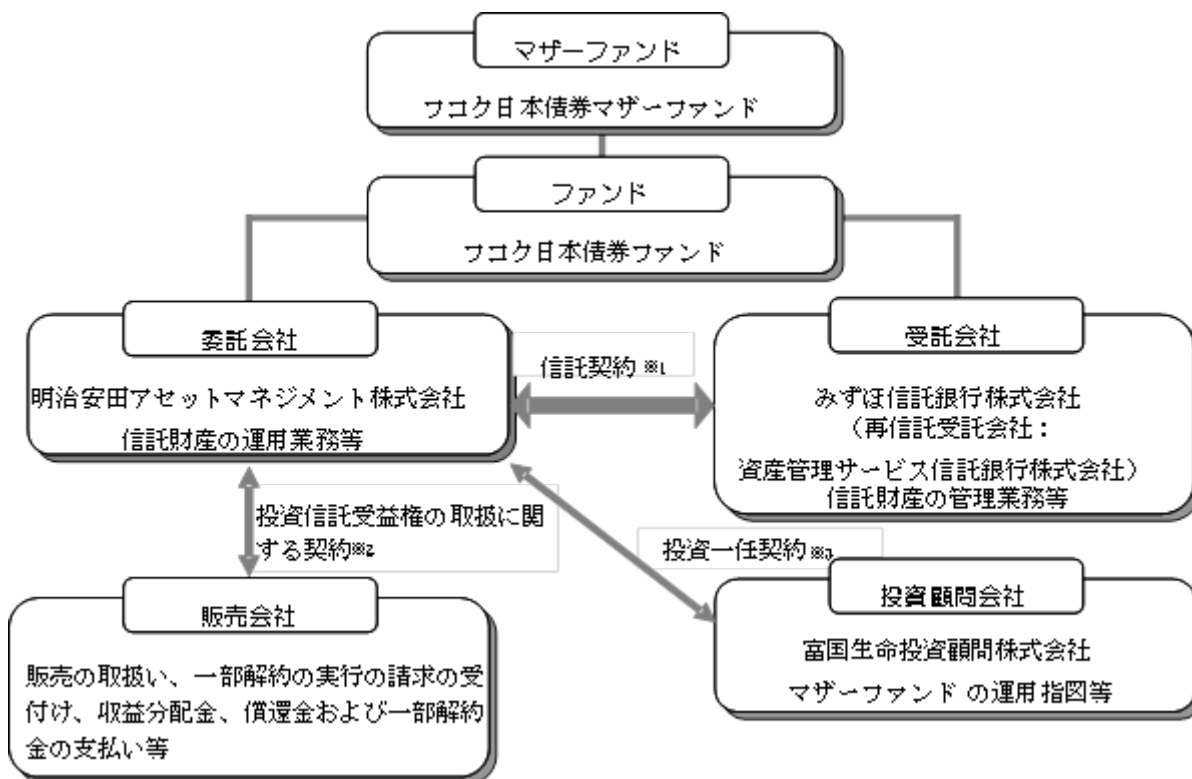 マザーファンド
フコク日本債券マザーファンド
ファンド
フコク日本債券ファンド
委託会社
明治安田アセットマネジメント株式会社
信託財産の運用業務等
信託契約 ※1
受託会社
みずほ信託銀行株式会社
（再信託受託会社：
資産管理サービス信託銀行株式会社）
信託財産の管理業務等
投資信託受益権の取扱に関
する契約※2
投資一任契約 ※3
販売会社
販売の取扱い、一部解約の実行の請求の受
付け、収益分配金、償還金および一部解約
金の支払い等
投資顧問会社
富国生命投資顧問株式会社
マザーファンド の運用指図等